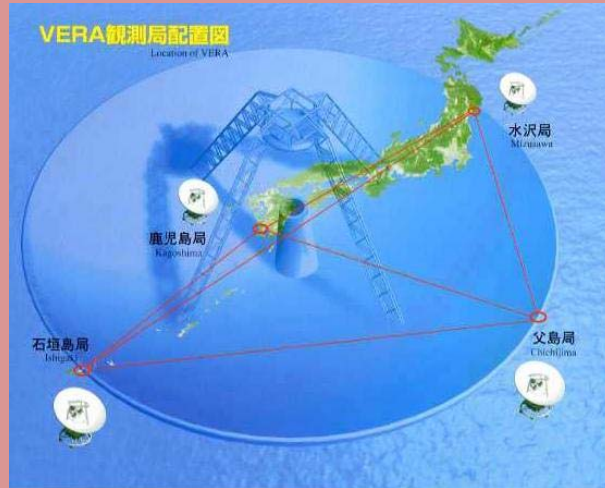 VERA観測局配置図
Location of VERA
水沢局
Mizusawa
鹿児島局
Kagoshima
石垣島局
Ishigaki
父島局
Chichijima